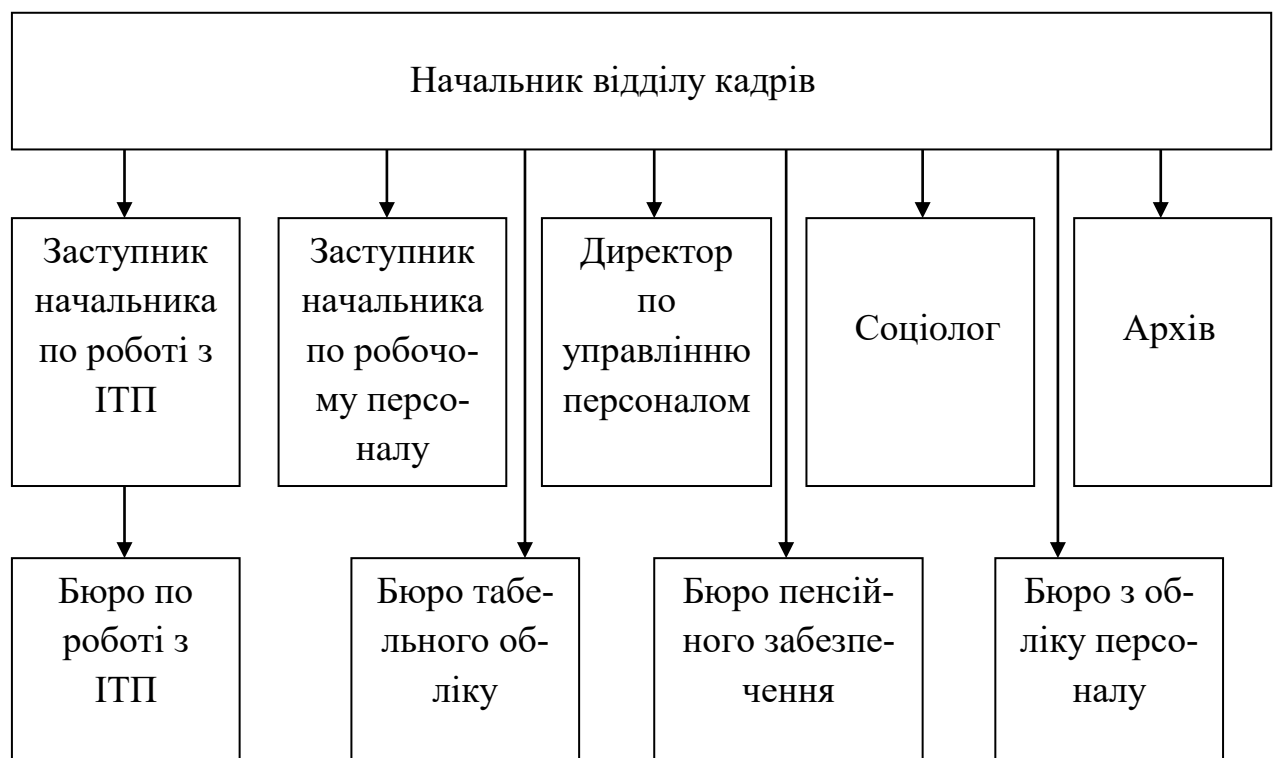 Начальник відділу кадрів
Заступник
начальника
по роботі з
ІТП
Заступник
начальника
по робочо-
му персо-
налу
Директор
по
управлінню
персоналом
Соціолог
Архів
Бюро по
роботі з
ІТП
Бюро табе-
льного об-
ліку
Бюро пенсій-
ного забезпе-
чення
Бюро з об-
ліку персо-
налу